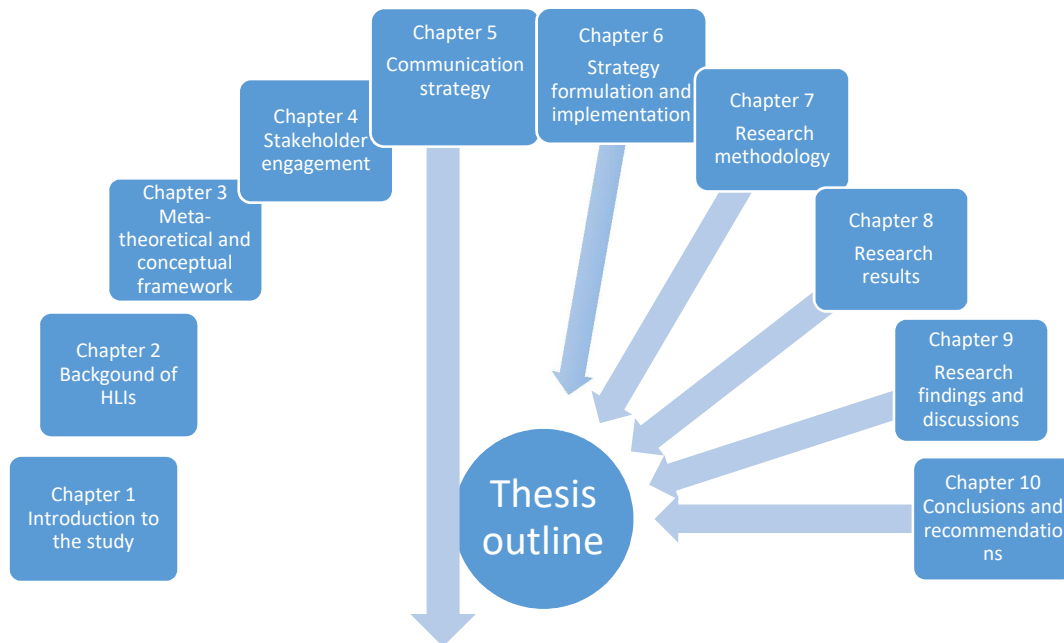 Chapter 1
Introduction to
the study
Chapter 2
Backgound of
HLIs
Chapter 3
Meta-
theoretical and
conceptual
framework
Chapter 4
Stakeholder
engagement
Chapter 5
Communication
strategy
Chapter 6
Strategy
formulation and
implementation
Chapter 7
Research
methodology
Chapter 8
Research
results
Chapter 9
Research
findings and
discussions
Chapter 10
Conclusions and
recommendatio
ns
Thesis
outline